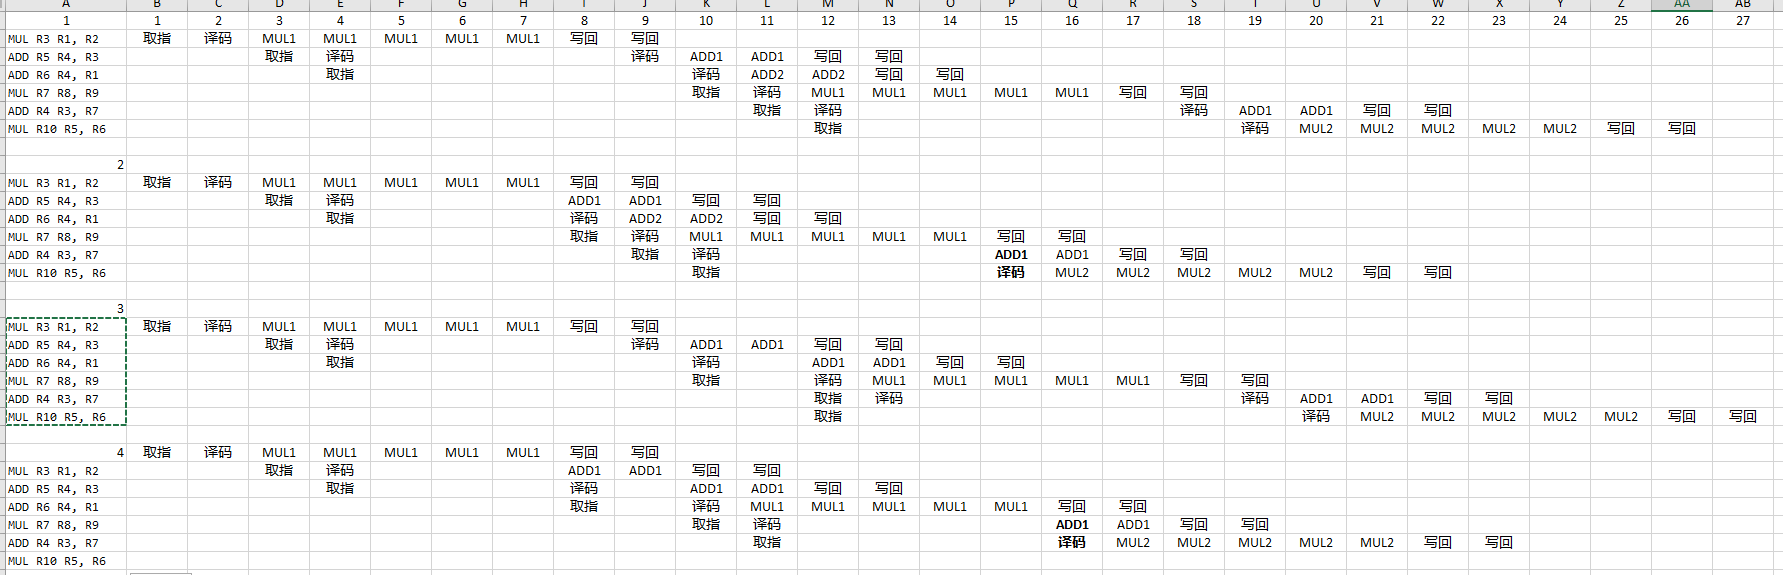 A B C D E F G H I J K L M N O P Q R S T U V W X Y Z AA AB
1 1 2 3 4 5 6 7 8 9 10 11 12 13 14 15 16 17 18 19 20 21 22 23 24 25 26 27
MUL R3 R1, R2 取指 译码 MUL1 MUL1 MUL1 MUL1 MUL1 写回 写回
ADD R5 R4, R3 取指 译码 译码 ADD1 ADD1 写回 写回
ADD R6 R4, R1 取指 译码 ADD2 ADD2 写回 写回
MUL R7 R8, R9 取指 译码 MUL1 MUL1 MUL1 MUL1 MUL1 写回 写回
ADD R4 R3, R7 取指 译码 译码 ADD1 ADD1 写回 写回
MUL R10 R5, R6 取指 译码 MUL2 MUL2 MUL2 MUL2 MUL2 写回 写回
2
MUL R3 R1, R2 取指 译码 MUL1 MUL1 MUL1 MUL1 MUL1 写回 写回
ADD R5 R4, R3 取指 译码 ADD1 ADD1 写回 写回
ADD R6 R4, R1 取指 译码 ADD2 ADD2 写回 写回
MUL R7 R8, R9 取指 译码 MUL1 MUL1 MUL1 MUL1 MUL1 写回 写回
ADD R4 R3, R7 取指 译码 ADD1 ADD1 写回 写回
MUL R10 R5, R6 取指 译码 MUL2 MUL2 MUL2 MUL2 MUL2 写回 写回
3
MUL R3 R1, R2 取指 译码 MUL1 MUL1 MUL1 MUL1 MUL1 写回 写回
ADD R5 R4, R3 取指 译码 译码 ADD1 ADD1 写回 写回
ADD R6 R4, R1 取指 译码 ADD1 ADD1 写回 写回
MUL R7 R8, R9 取指 译码 MUL1 MUL1 MUL1 MUL1 MUL1 写回 写回
ADD R4 R3, R7 取指 译码 译码 ADD1 ADD1 写回 写回
MUL R10 R5, R6 取指 译码 MUL2 MUL2 MUL2 MUL2 MUL2 写回 写回
4 取指 译码 MUL1 MUL1 MUL1 MUL1 MUL1 写回 写回
MUL R3 R1, R2 取指 译码 ADD1 ADD1 写回 写回
ADD R5 R4, R3 取指 译码 ADD1 ADD1 写回 写回
ADD R6 R4, R1 取指 译码 MUL1 MUL1 MUL1 MUL1 MUL1 写回 写回
MUL R7 R8, R9 取指 译码 ADD1 ADD1 写回 写回
ADD R4 R3, R7 取指 译码 MUL2 MUL2 MUL2 MUL2 MUL2 写回 写回
MUL R10 R5, R6